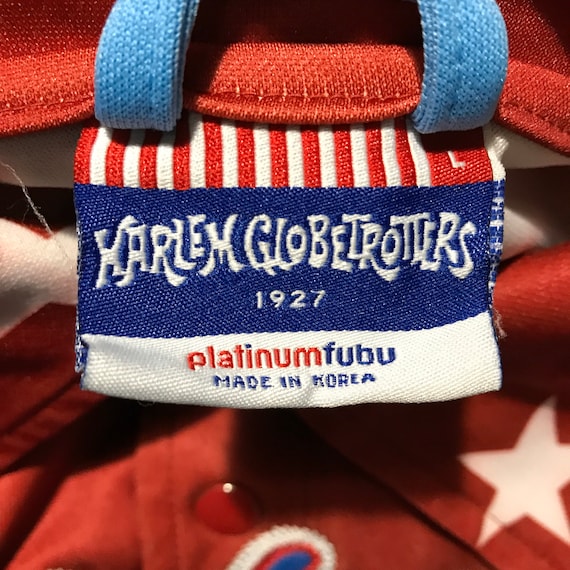 L
HARLEM GLOBETROTTERS
1927
platinumfubu
MADE IN KOREA